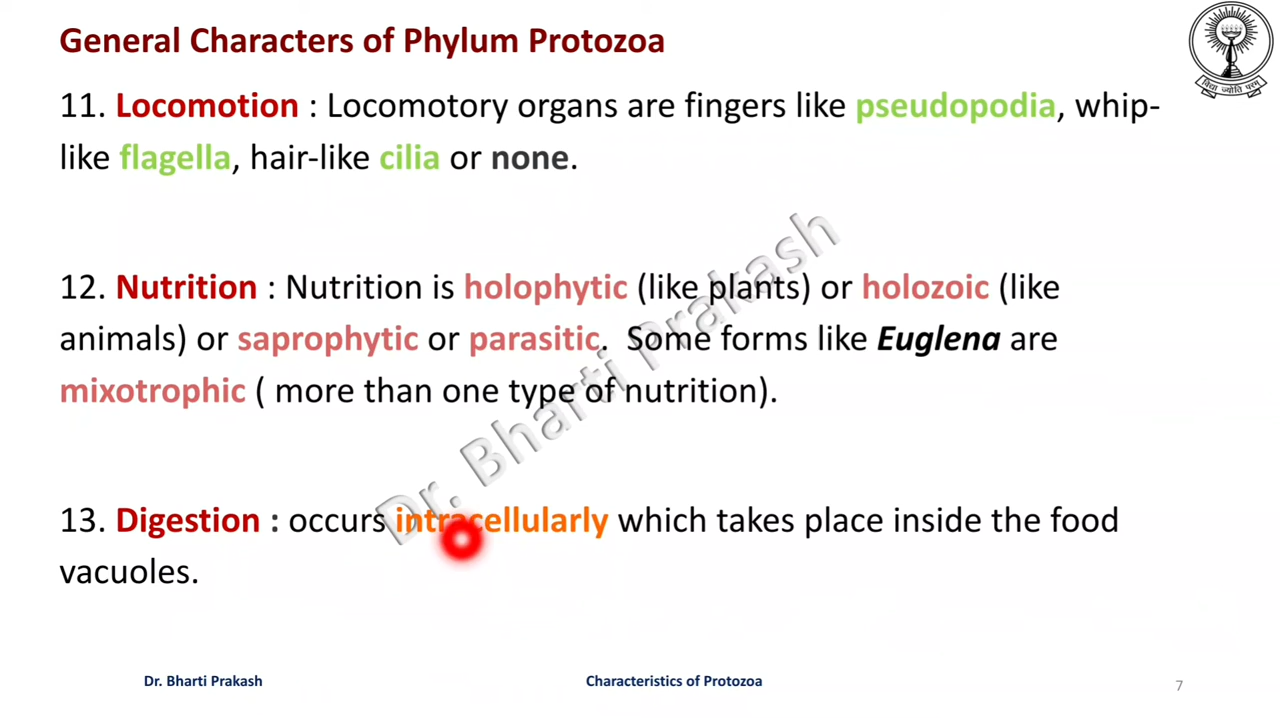 General Characters of Phylum Protozoa
विद्या ज्योति परम्
11. Locomotion : Locomotory organs are fingers like pseudopodia, whip-
like flagella, hair-like cilia or none.
12. Nutrition : Nutrition is holophytic (like plants) or holozoic (like
animals) or saprophytic or parasitic. Some forms like Euglena are
mixotrophic ( more than one type of nutrition).
Dr. Bharti Prakash
13. Digestion : occurs intracellularly which takes place inside the food
vacuoles.
Dr. Bharti Prakash
Characteristics of Protozoa
7